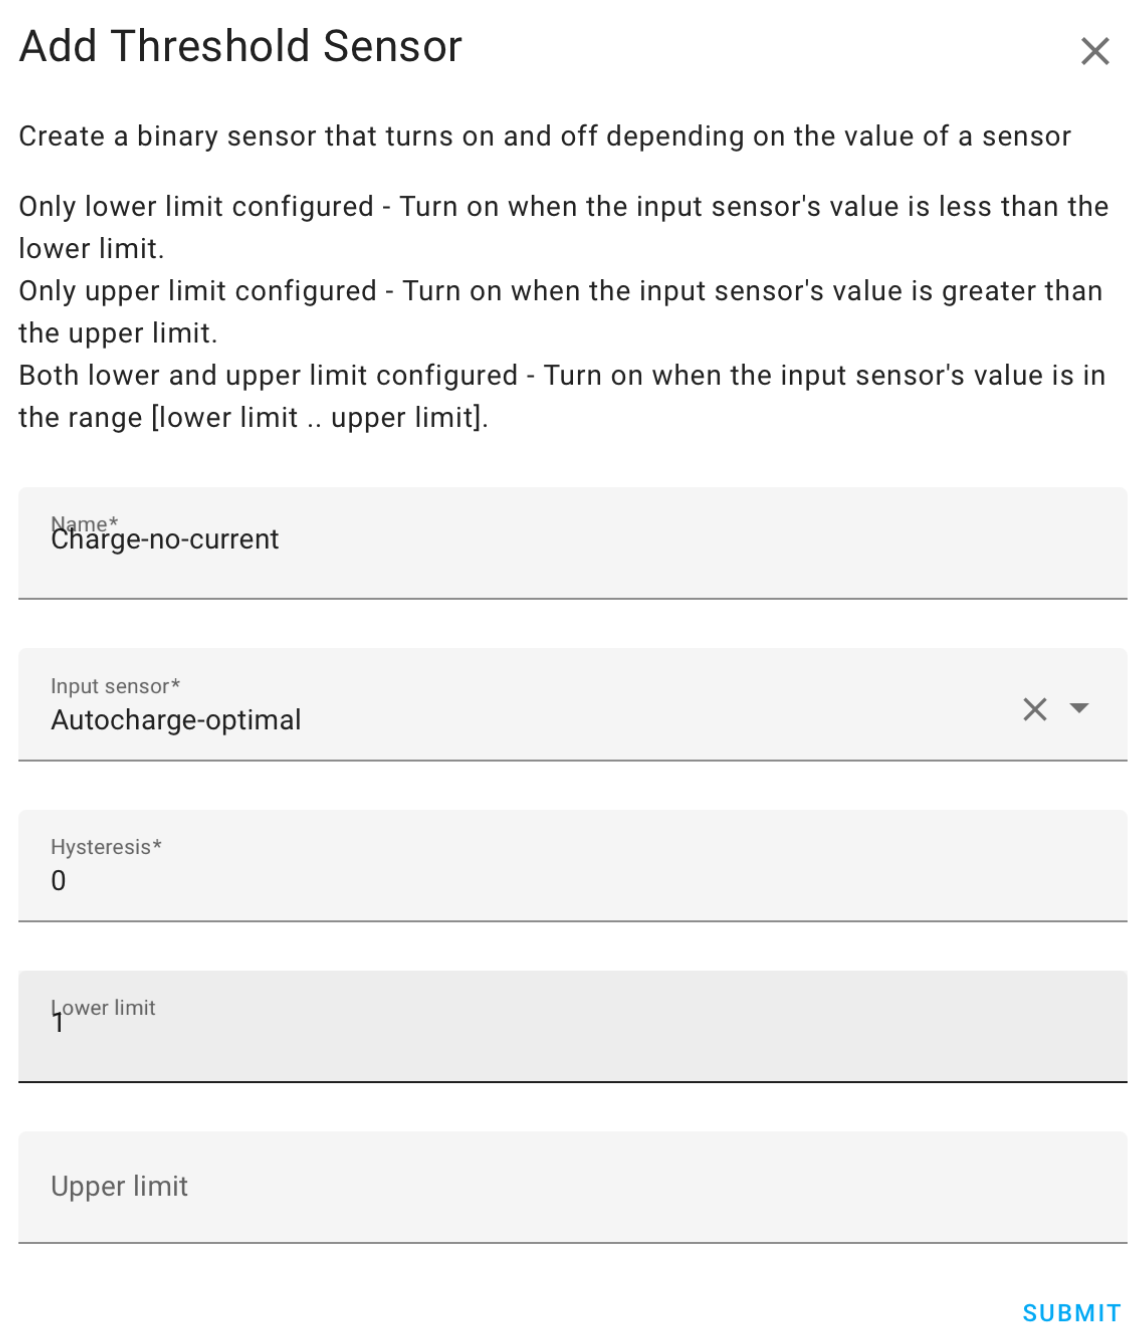 Add Threshold Sensor
Create a binary sensor that turns on and off depending on the value of a sensor
Only lower limit configured - Turn on when the input sensor's value is less than the
lower limit.
Only upper limit configured - Turn on when the input sensor's value is greater than
the upper limit.
Both lower and upper limit configured - Turn on when the input sensor's value is in
the range [lower limit .. upper limit].
Name*
Charge-no-current
Input sensor*
Autocharge-optimal
Hysteresis*
0
Lower limit
1
Upper limit
SUBMIT